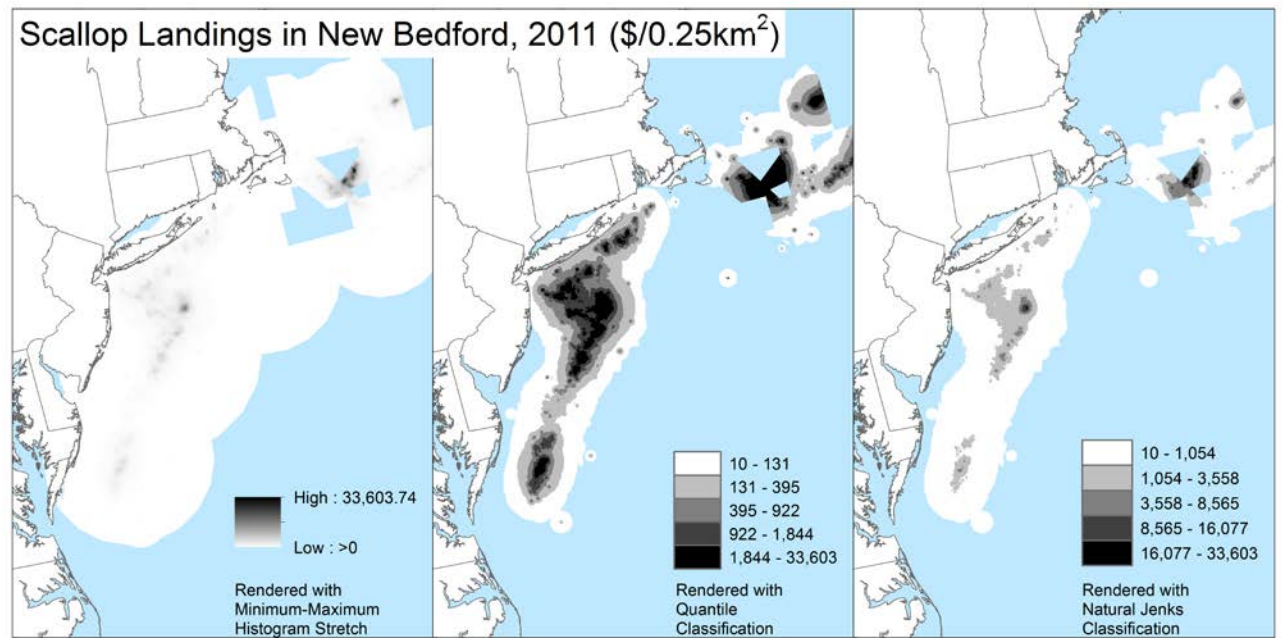 Scallop Landings in New Bedford, 2011 ($/0.25km²)
High : 33,603.74
Low : >0
Rendered with
Minimum-Maximum
Histogram Stretch
10 - 131
131 - 395
395 - 922
922 - 1,844
1,844 - 33,603
Rendered with
Quantile
Classification
10 - 1,054
1,054 - 3,558
3,558 - 8,565
8,565 - 16,077
16,077 - 33,603
Rendered with
Natural Jenks
Classification